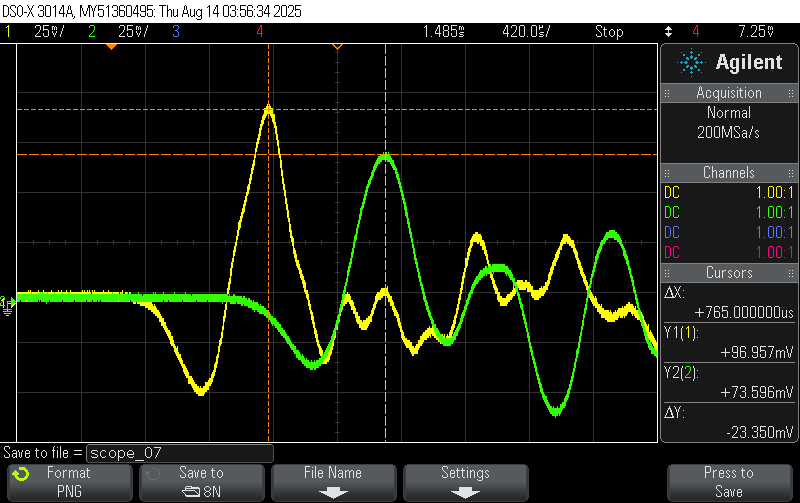 DSO-X 3014A, MY51360495: Thu Aug 14 03:56:34 2025
1 25mV/ 2 25mV/ 3 4 1.485ms 420.0s/ Stop 4 7.25V
Agilent
Acquisition
Normal
200MSa/s
Channels
DC 1.00:1
DC 1.00:1
DC 1.00:1
DC 1.00:1
Cursors
ΔX:
+765.000000us
Y1(1):
+96.957mV
Y2(2):
+73.596mV
ΔY:
-23.350mV
Save to file = scope_07
Format
PNG
Save to
8N
File Name
Settings
Press to
Save